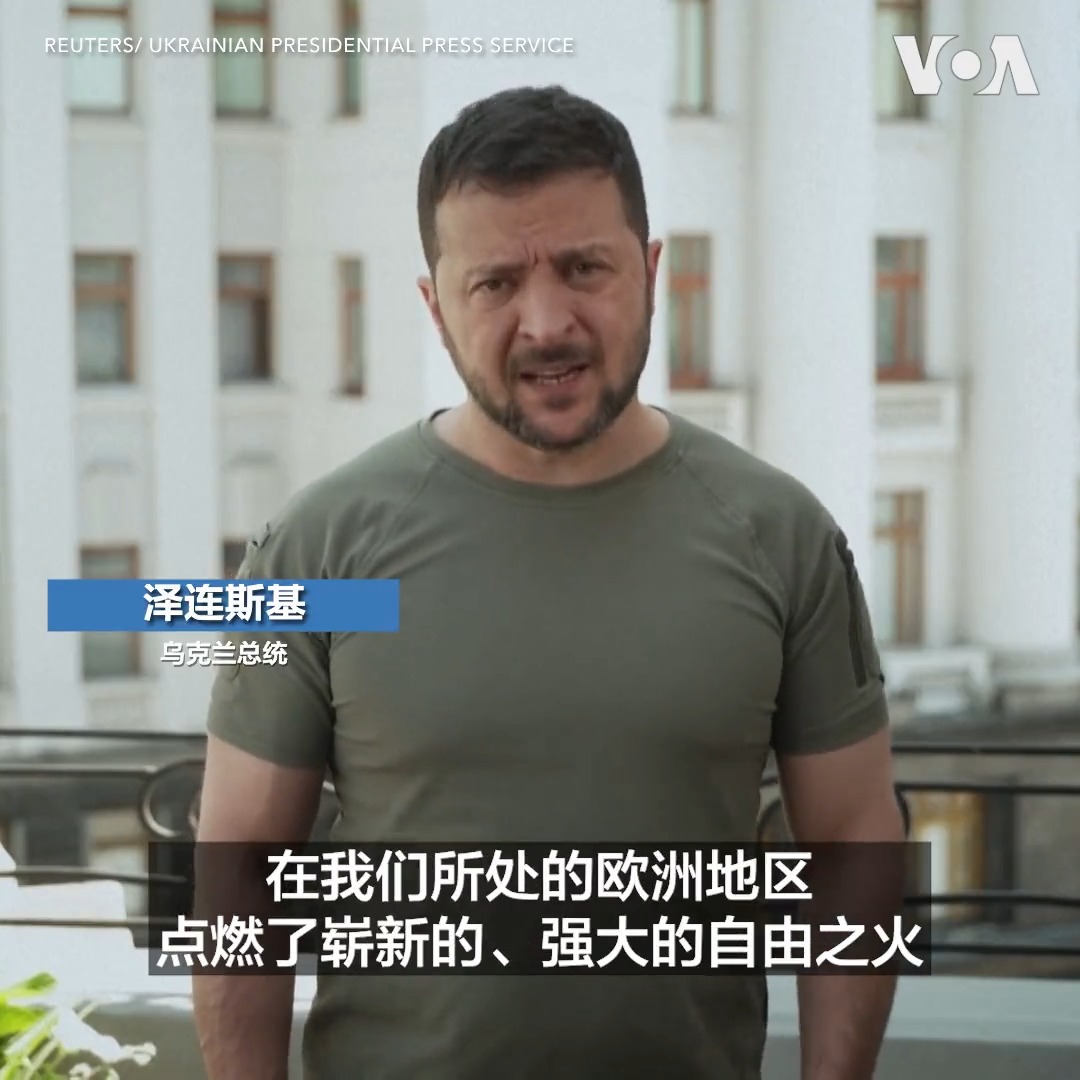 REUTERS/ UKRAINIAN PRESIDENTIAL PRESS SERVICE
VOA
泽连斯基
乌克兰总统
在我们所处的欧洲地区
点燃了崭新的、强大的自由之火